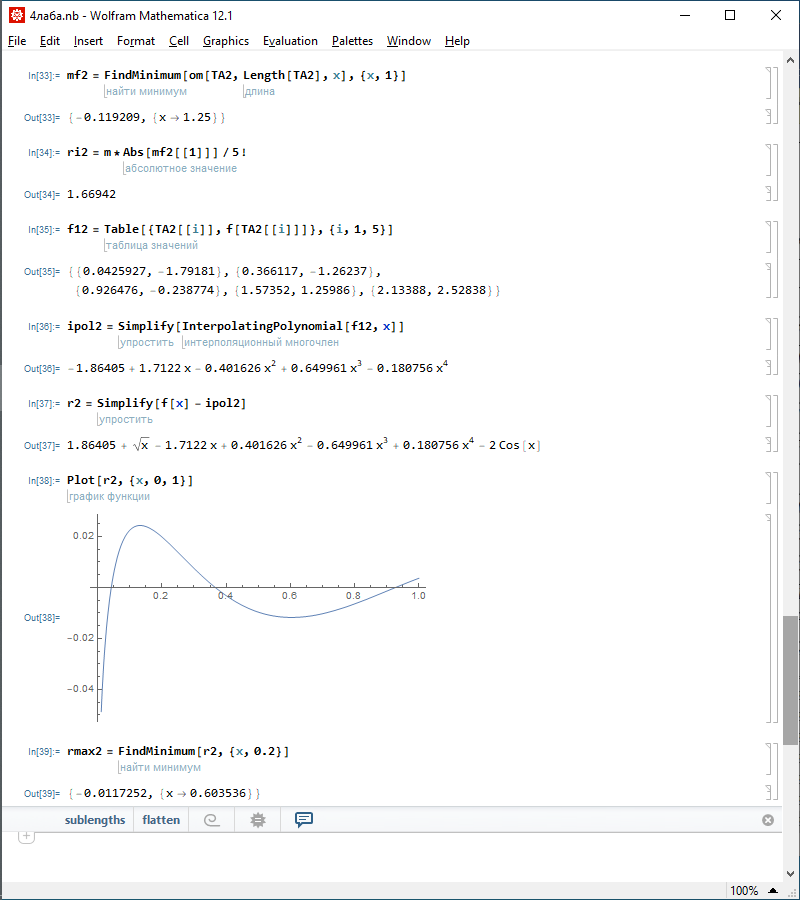 4лаба.nb - Wolfram Mathematica 12.1
File Edit Insert Format Cell Graphics Evaluation Palettes Window Help
In[33]:= mf2 = FindMinimum[om[TA2, Length[TA2], x], {x, 1}]
найти минимум длина
Out[33]= {-0.119209, {x → 1.25}}
In[34]:= ri2 = m * Abs[mf2[[1]]] / 5!
абсолютное значение
Out[34]= 1.66942
In[35]:= f12 = Table[{TA2[[i]], f[TA2[[i]]]}, {i, 1, 5}]
таблица значений
Out[35]= {{0.0425927, -1.79181}, {0.366117, -1.26237},
{0.926476, -0.238774}, {1.57352, 1.25986}, {2.13388, 2.52838}}
In[36]:= ipol2 = Simplify[InterpolatingPolynomial[f12, x]]
упростить интерполяционный многочлен
Out[36]= -1.86405 + 1.7122 x - 0.401626 x² + 0.649961 x³ - 0.180756 x⁴
In[37]:= r2 = Simplify[f[x] - ipol2]
упростить
Out[37]= 1.86405 + √x - 1.7122 x + 0.401626 x² - 0.649961 x³ + 0.180756 x⁴ - 2 Cos[x]
In[38]:= Plot[r2, {x, 0, 1}]
график функции
0.02
0.2 0.4 0.6 0.8 1.0
Out[38]=
-0.02
-0.04
In[39]:= rmax2 = FindMinimum[r2, {x, 0.2}]
найти минимум
Out[39]= {-0.0117252, {x → 0.603536}}
sublengths flatten
100%